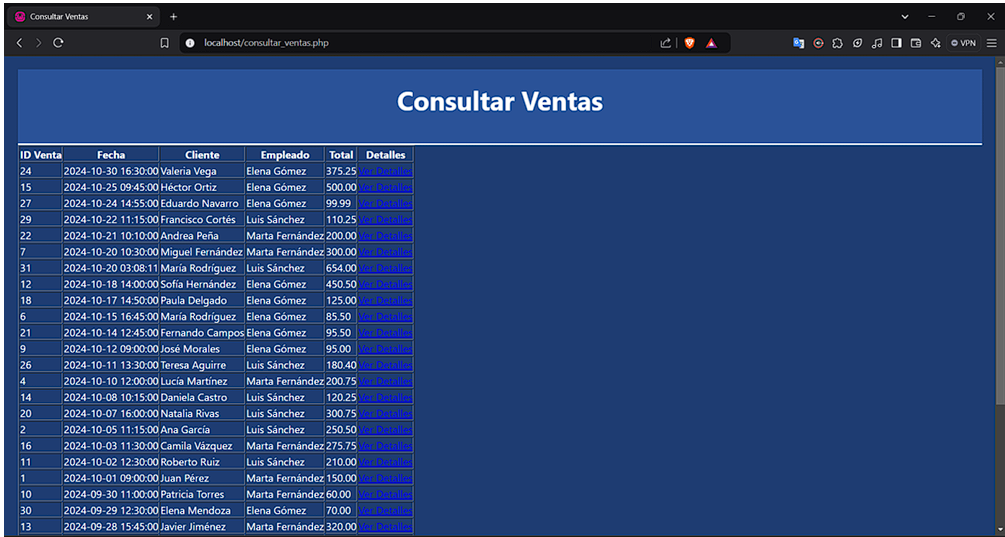 Consultar Ventas
localhost/consultar_ventas.php
VPN
Consultar Ventas
ID Venta Fecha Cliente Empleado Total Detalles
24 2024-10-30 16:30:00 Valeria Vega Elena Gómez 375.25 Ver Detalles
15 2024-10-25 09:45:00 Héctor Ortiz Elena Gómez 500.00 Ver Detalles
27 2024-10-24 14:55:00 Eduardo Navarro Elena Gómez 99.99 Ver Detalles
29 2024-10-22 11:15:00 Francisco Cortés Luis Sánchez 110.25 Ver Detalles
22 2024-10-21 10:10:00 Andrea Peña Marta Fernández 200.00 Ver Detalles
7 2024-10-20 10:30:00 Miguel Fernández Marta Fernández 300.00 Ver Detalles
31 2024-10-20 03:08:11 María Rodríguez Luis Sánchez 654.00 Ver Detalles
12 2024-10-18 14:00:00 Sofía Hernández Elena Gómez 450.50 Ver Detalles
18 2024-10-17 14:50:00 Paula Delgado Elena Gómez 125.00 Ver Detalles
6 2024-10-15 16:45:00 María Rodríguez Elena Gómez 85.50 Ver Detalles
21 2024-10-14 12:45:00 Fernando Campos Elena Gómez 95.50 Ver Detalles
9 2024-10-12 09:00:00 José Morales Elena Gómez 95.00 Ver Detalles
26 2024-10-11 13:30:00 Teresa Aguirre Luis Sánchez 180.40 Ver Detalles
4 2024-10-10 12:00:00 Lucía Martínez Marta Fernández 200.75 Ver Detalles
14 2024-10-08 10:15:00 Daniela Castro Luis Sánchez 120.25 Ver Detalles
20 2024-10-07 16:00:00 Natalia Rivas Luis Sánchez 300.75 Ver Detalles
2 2024-10-05 11:15:00 Ana García Luis Sánchez 250.50 Ver Detalles
16 2024-10-03 11:30:00 Camila Vázquez Marta Fernández 275.75 Ver Detalles
11 2024-10-02 12:30:00 Roberto Ruiz Luis Sánchez 210.00 Ver Detalles
1 2024-10-01 09:00:00 Juan Pérez Marta Fernández 150.00 Ver Detalles
10 2024-09-30 11:00:00 Patricia Torres Marta Fernández 60.00 Ver Detalles
30 2024-09-29 12:30:00 Elena Mendoza Elena Gómez 70.00 Ver Detalles
13 2024-09-28 15:45:00 Javier Jiménez Marta Fernández 320.00 Ver Detalles